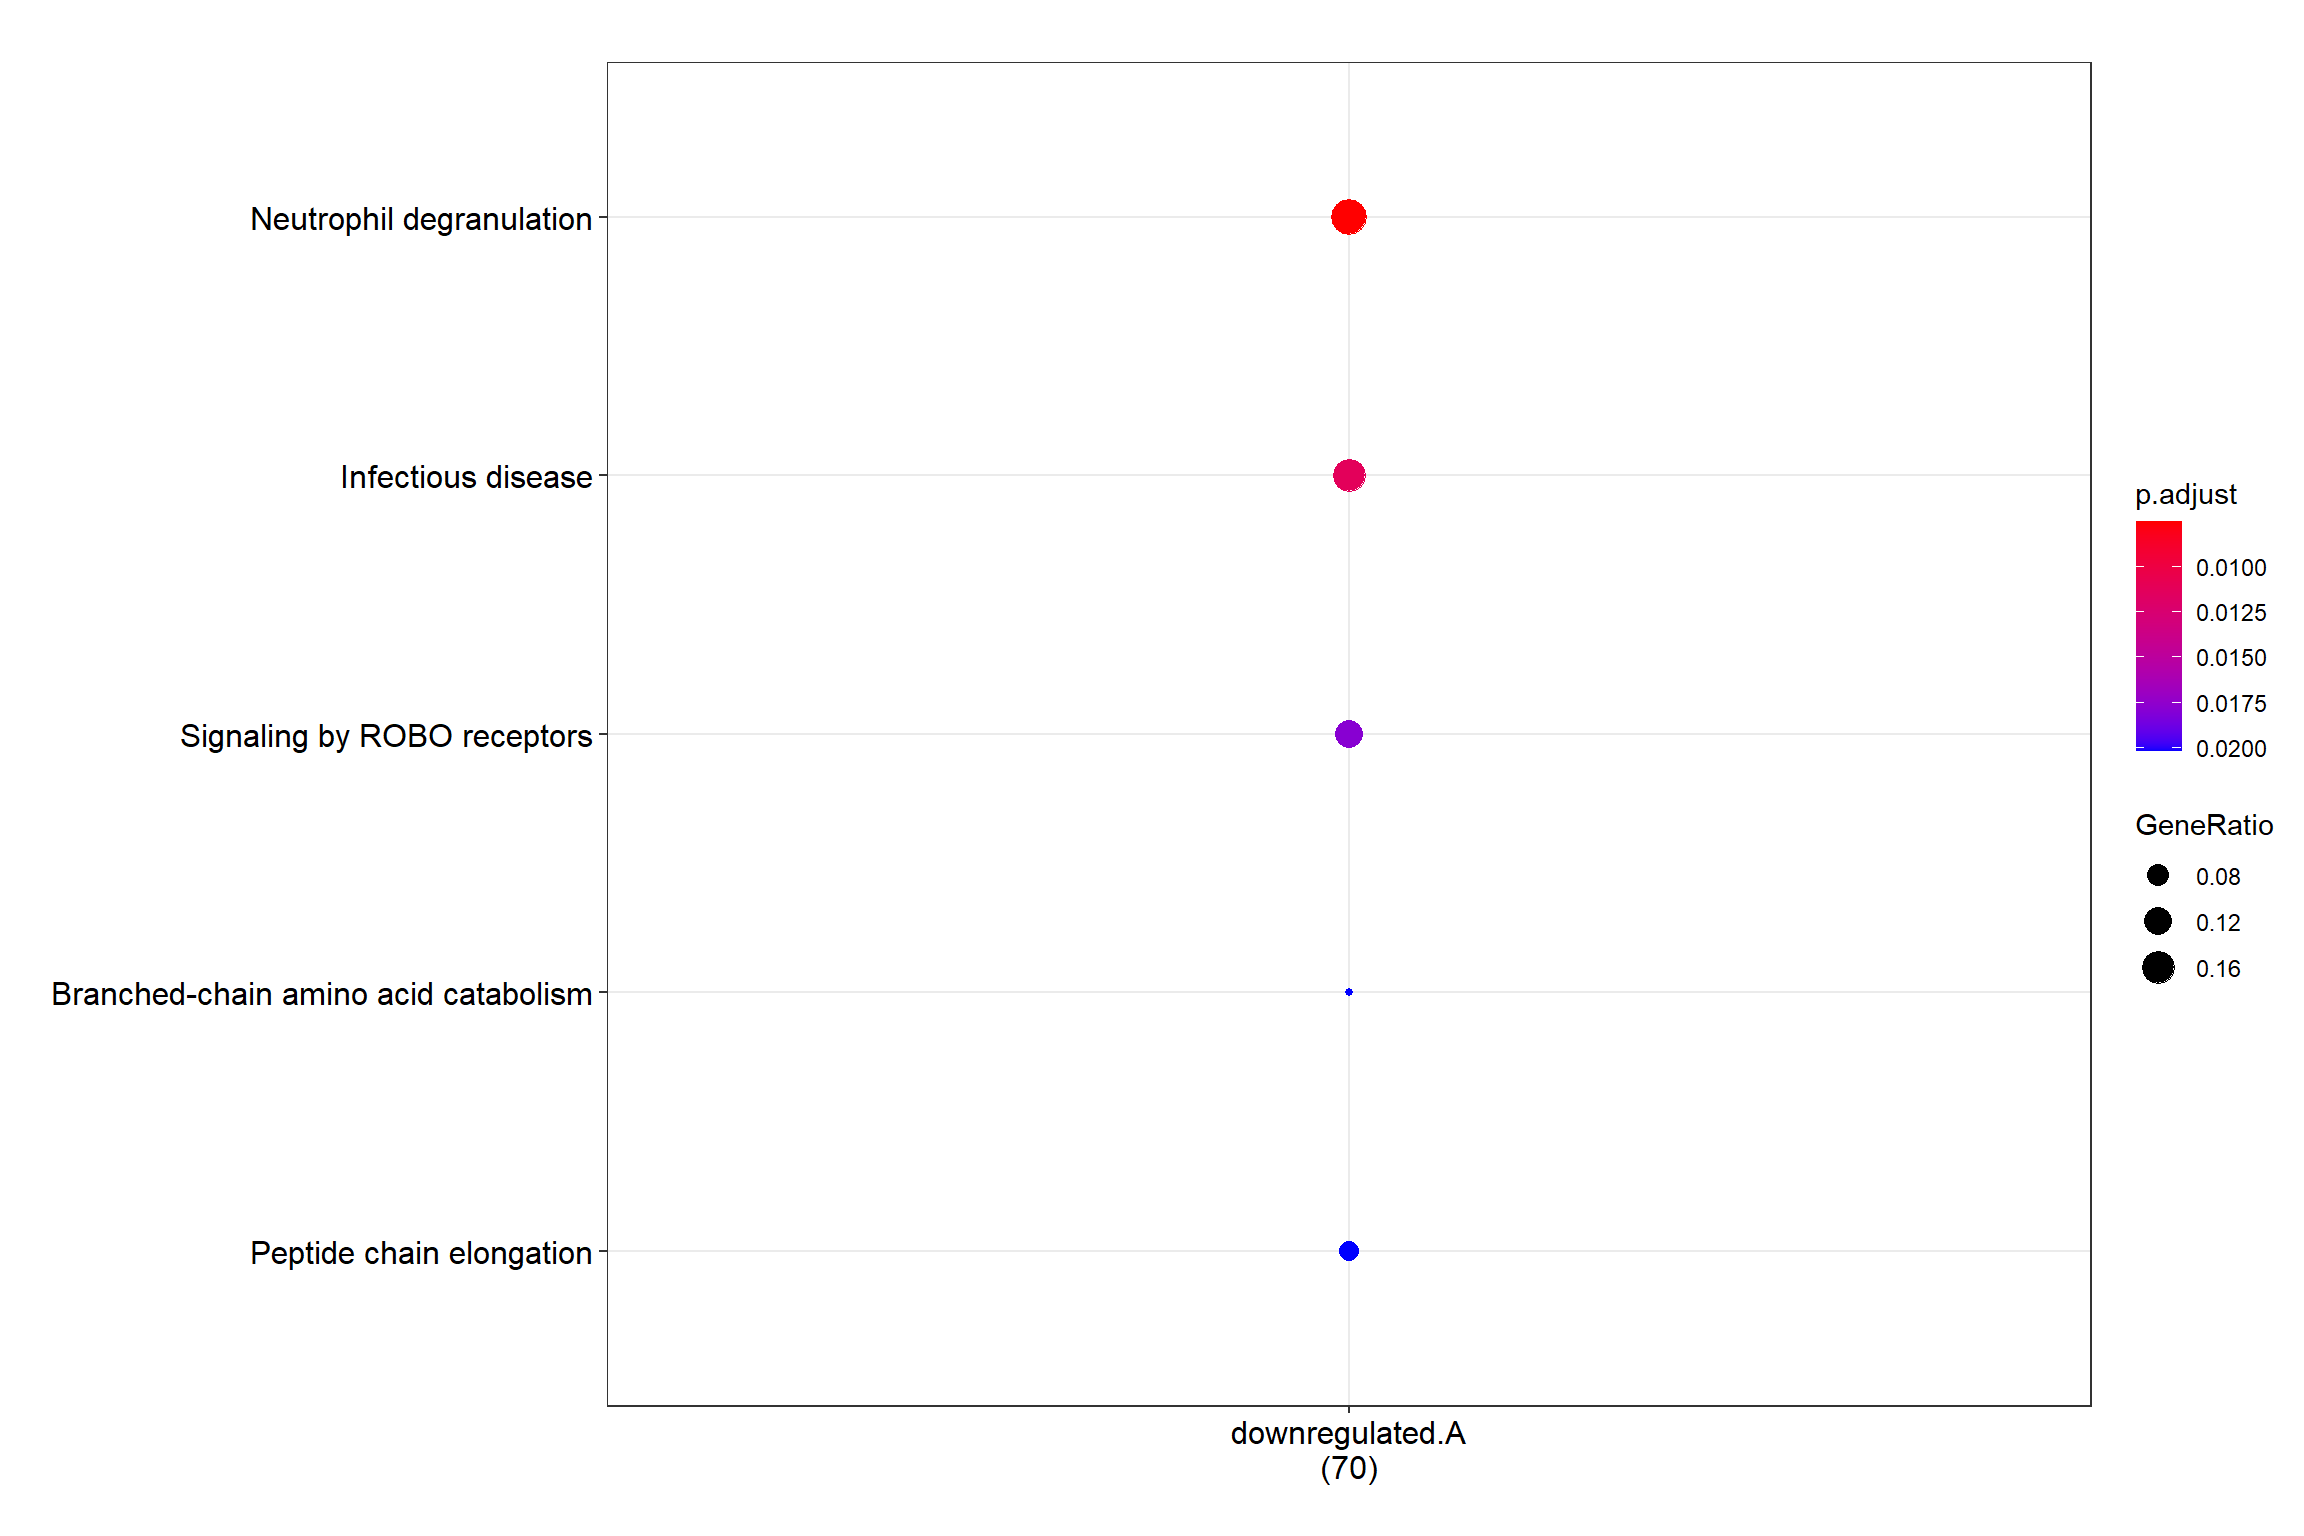 Neutrophil degranulation
Infectious disease
Signaling by ROBO receptors
Branched-chain amino acid catabolism
Peptide chain elongation
downregulated.A
(70)
p.adjust
0.0100
0.0125
0.0150
0.0175
0.0200
GeneRatio
0.08
0.12
0.16